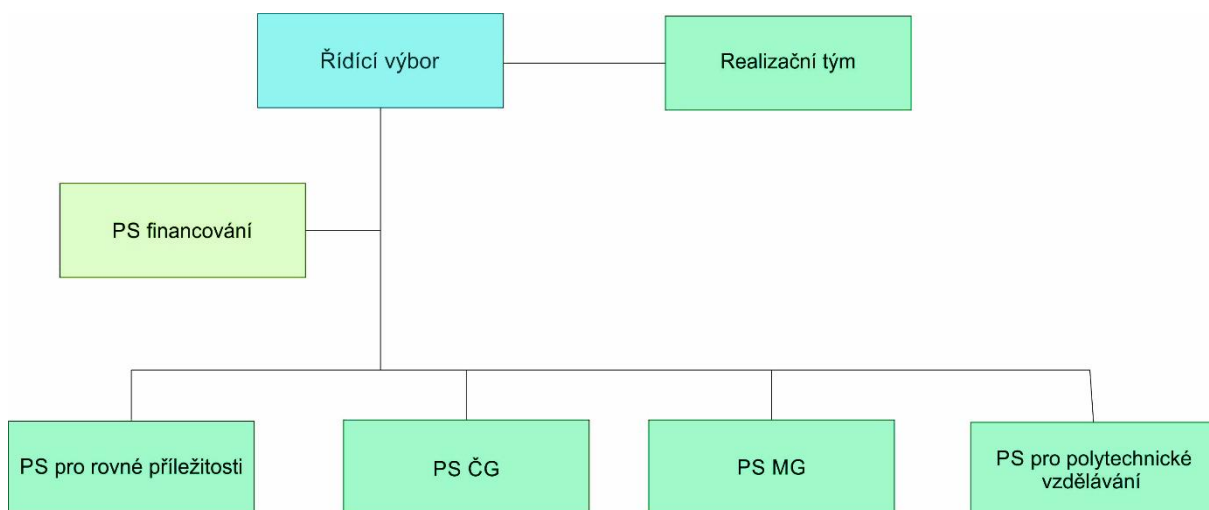 Řídící výbor
Realizační tým
PS financování
PS pro rovné příležitosti
PS ČG
PS MG
PS pro polytechnické
vzdělávání